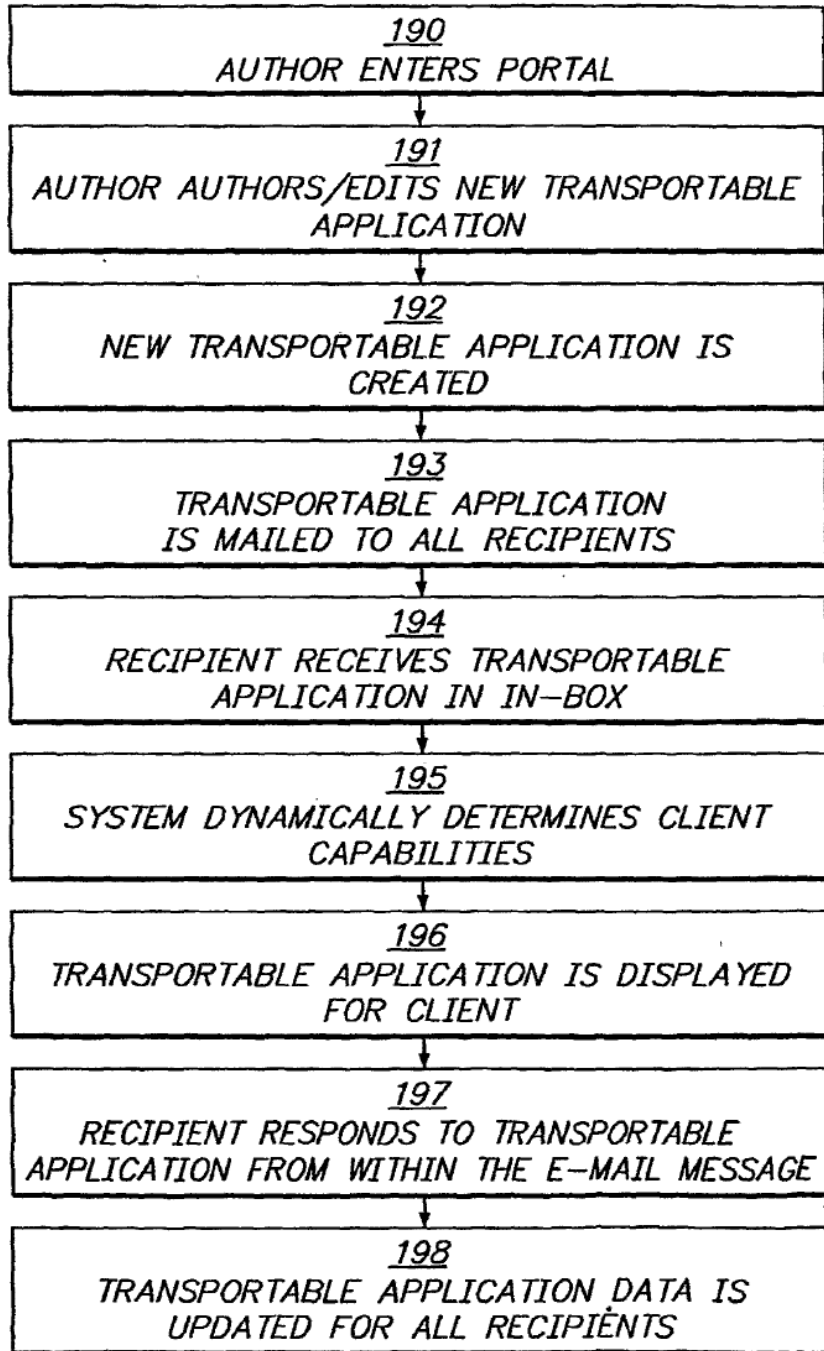 190
AUTHOR ENTERS PORTAL
191
AUTHOR AUTHORS/EDITS NEW TRANSPORTABLE
APPLICATION
192
NEW TRANSPORTABLE APPLICATION IS
CREATED
193
TRANSPORTABLE APPLICATION
IS MAILED TO ALL RECIPIENTS
194
RECIPIENT RECEIVES TRANSPORTABLE
APPLICATION IN IN-BOX
195
SYSTEM DYNAMICALLY DETERMINES CLIENT
CAPABILITIES
196
TRANSPORTABLE APPLICATION IS DISPLAYED
FOR CLIENT
197
RECIPIENT RESPONDS TO TRANSPORTABLE
APPLICATION FROM WITHIN THE E-MAIL MESSAGE
198
TRANSPORTABLE APPLICATION DATA IS
UPDATED FOR ALL RECIPIENTS